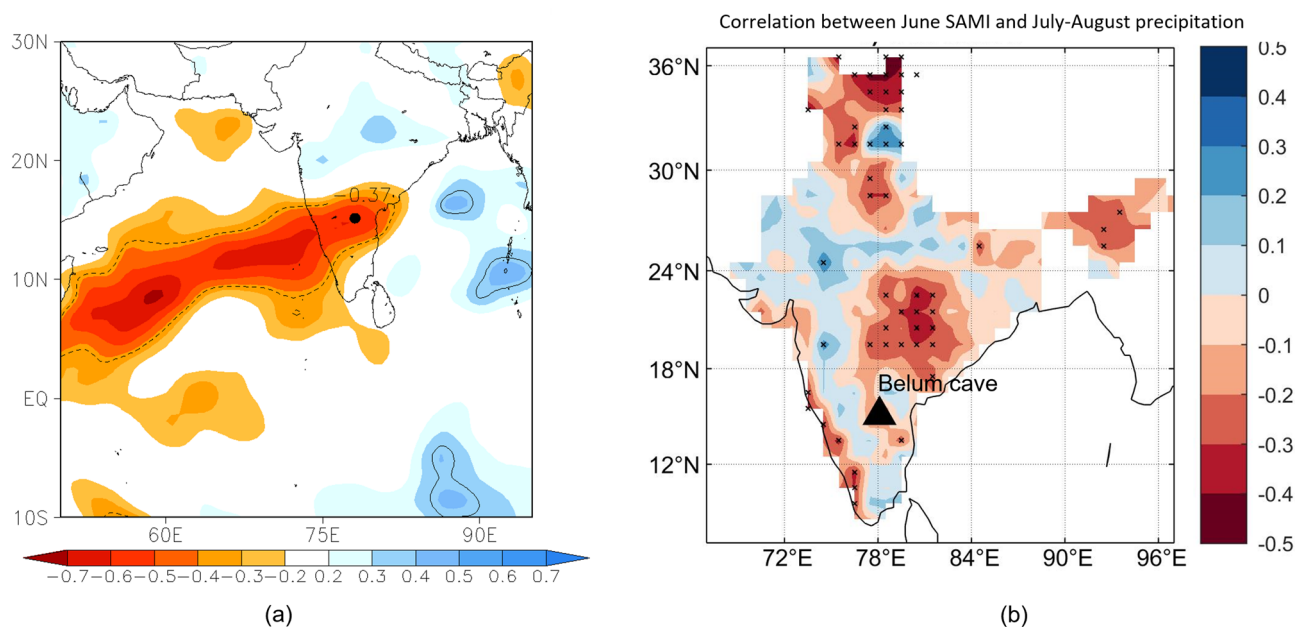 Correlation between June SAMI and July-August precipitation
30N
20N
10N
EQ
10S
-0.37
60E
75E
90E
-0.7 -0.6 -0.5 -0.4 -0.3 -0.2 0.2 0.3 0.4 0.5 0.6 0.7
(a)
36°N
30°N
24°N
18°N
12°N
Belum cave
72°E
78°E
84°E
90°E
96°E
0.5
0.4
0.3
0.2
0.1
0
-0.1
-0.2
-0.3
-0.4
-0.5
(b)